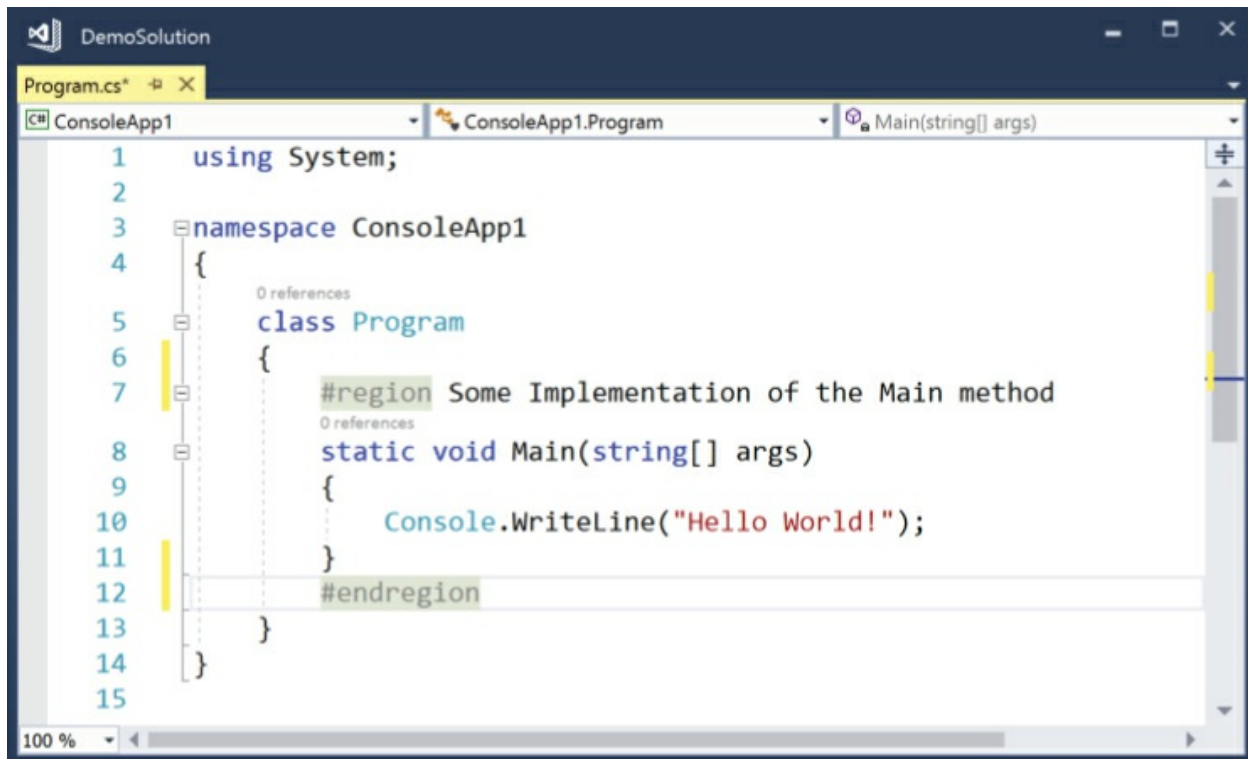 DemoSolution
Program.cs*
ConsoleApp1 ConsoleApp1.Program Main(string[] args)
1 using System;
2
3 namespace ConsoleApp1
4 {
0 references
5 class Program
6 {
7 #region Some Implementation of the Main method
0 references
8 static void Main(string[] args)
9 {
10 Console.WriteLine("Hello World!");
11 }
12 #endregion
13 }
14 }
15
100 %